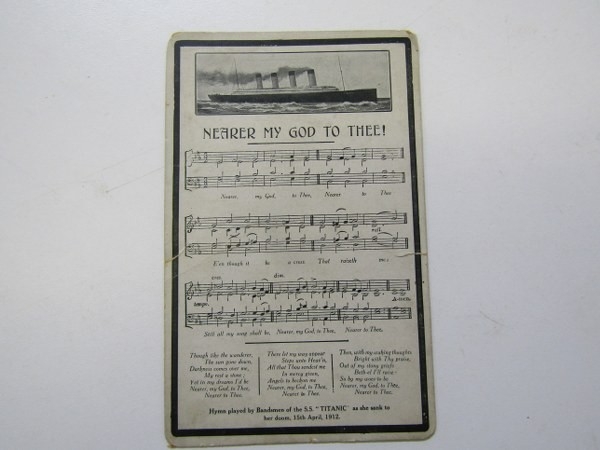 NEARER MY GOD TO THEE!
Nearer, my God, to Thee, Nearer to Thee
E'en though it be a cross That raiseth me:
dim.
tempo.
Still all my song shall be, Nearer, my God, to Thee, Nearer to Thee,
Though like the wanderer,
The sun gone down,
Darkness comes over me,
My rest a stone;
Yet in my dreams I'd be
Nearer, my God, to Thee,
Nearer to Thee.
There let my way appear
Steps unto Heav'n,
All that Thou sendest me
In mercy given,
Angels to beckon me
Nearer, my God, to Thee,
Nearer to Thee.
Then, with my waking thoughts
Bright with Thy praise,
Out of my stony griefs
Bethel I'll raise;
So by my woes to be
Nearer, my God, to Thee,
Nearer to Thee.
Hymn played by Bandsmen of the S.S. "TITANIC" as she sank to
her doom, 15th April, 1912.